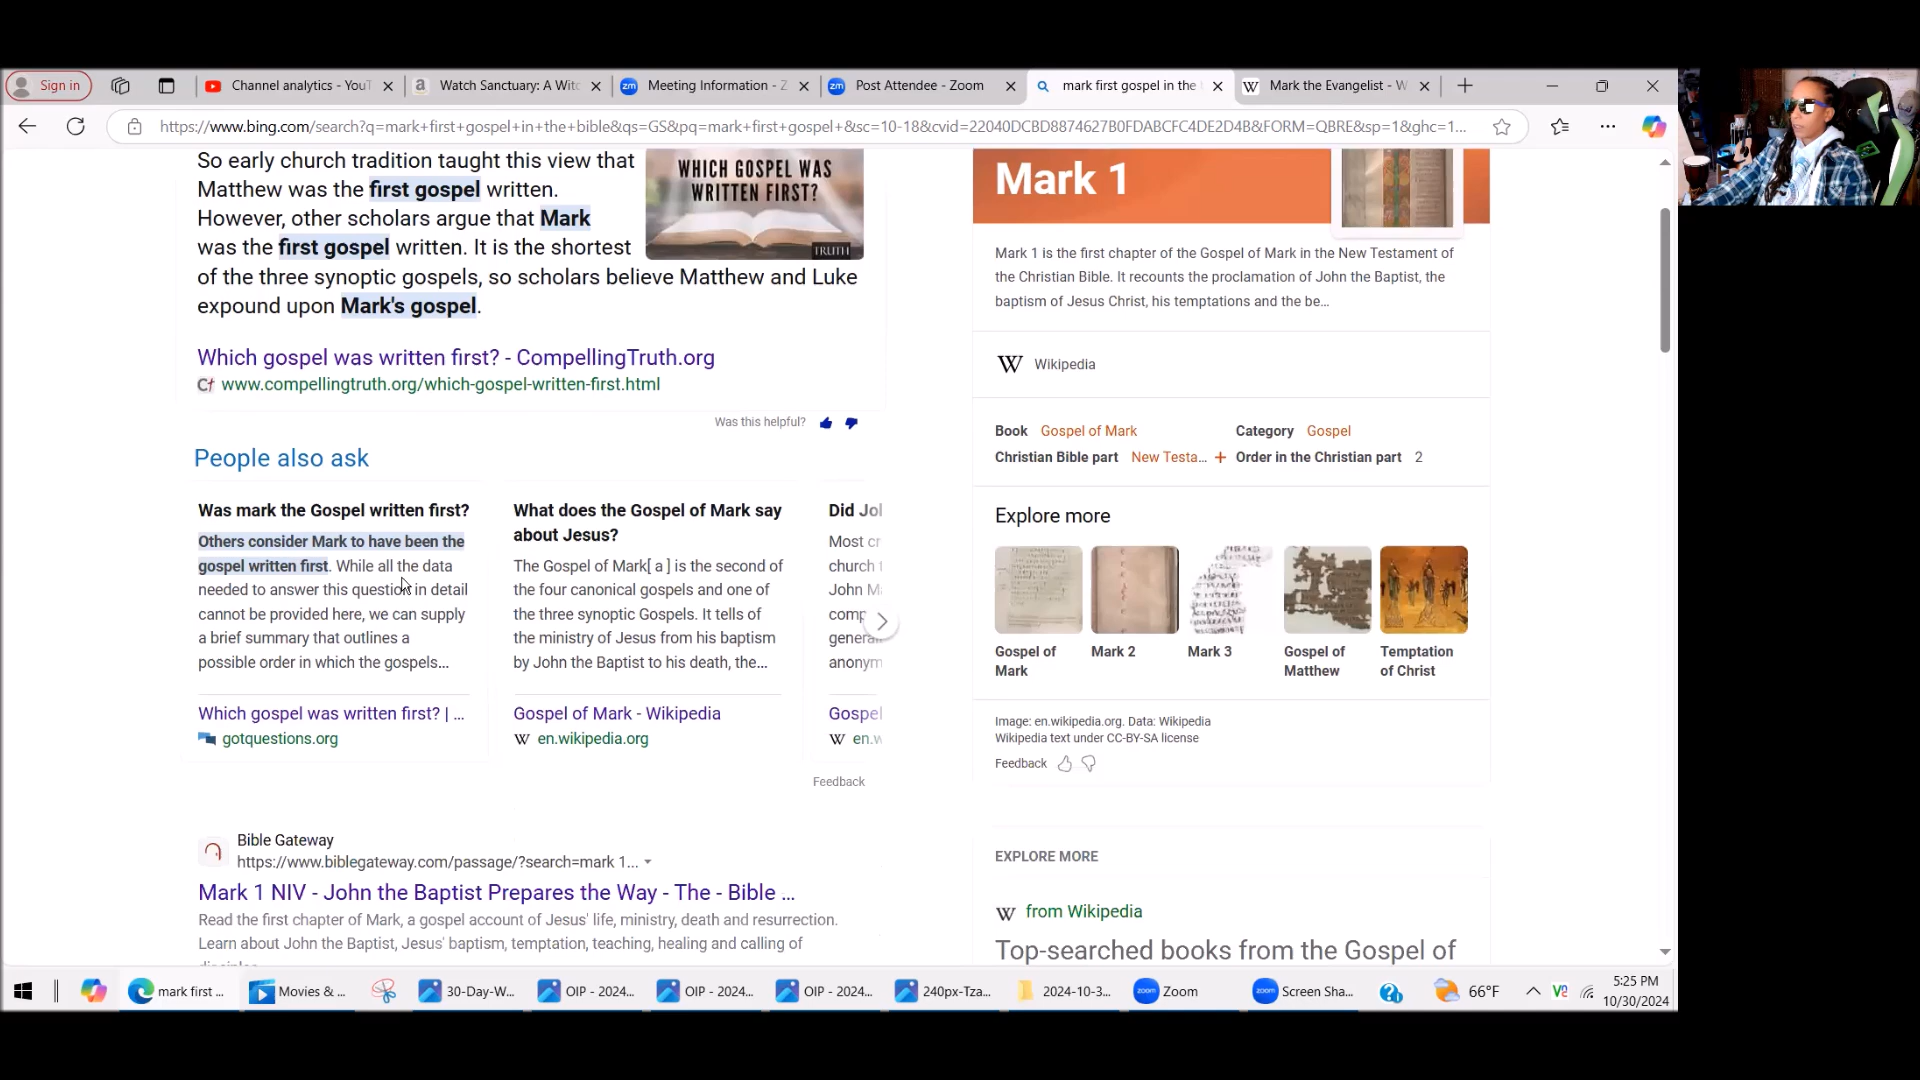 Sign in
Channel analytics - YouT
Watch Sanctuary: A Witc
Meeting Information - Z
Post Attendee - Zoom
mark first gospel in the
Mark the Evangelist - W
https://www.bing.com/search?q=mark+first+gospel+in+the+bible&qs=GS&pq=mark+first+gospel+&sc=10-18&cvid=22040DCBD8874627B0FDABCFC4DE2D4B&FORM=QBRE&sp=1&ghc=1...
So early church tradition taught this view that
Matthew was the first gospel written.
However, other scholars argue that Mark
was the first gospel written. It is the shortest
of the three synoptic gospels, so scholars believe Matthew and Luke
expound upon Mark's gospel.
WHICH GOSPEL WAS
WRITTEN FIRST?
TRUTH
Which gospel was written first? - CompellingTruth.org
www.compellingtruth.org/which-gospel-written-first.html
Was this helpful?
People also ask
Was mark the Gospel written first?
Others consider Mark to have been the
gospel written first. While all the data
needed to answer this question in detail
cannot be provided here, we can supply
a brief summary that outlines a
possible order in which the gospels...
Which gospel was written first? | ...
gotquestions.org
What does the Gospel of Mark say
about Jesus?
The Gospel of Mark[ a ] is the second of
the four canonical gospels and one of
the three synoptic Gospels. It tells of
the ministry of Jesus from his baptism
by John the Baptist to his death, the...
Gospel of Mark - Wikipedia
en.wikipedia.org
Did Jo
Most cr
church
John M
comp
genera
anonym
Gospel
en.w
Feedback
Bible Gateway
https://www.biblegateway.com/passage/?search=mark 1...
Mark 1 NIV - John the Baptist Prepares the Way - The - Bible ...
Read the first chapter of Mark, a gospel account of Jesus' life, ministry, death and resurrection.
Learn about John the Baptist, Jesus' baptism, temptation, teaching, healing and calling of
Mark 1
Mark 1 is the first chapter of the Gospel of Mark in the New Testament of
the Christian Bible. It recounts the proclamation of John the Baptist, the
baptism of Jesus Christ, his temptations and the be...
Wikipedia
Book Gospel of Mark Category Gospel
Christian Bible part New Testa... + Order in the Christian part 2
Explore more
Gospel of
Mark
Mark 2
Mark 3
Gospel of
Matthew
Temptation
of Christ
Image: en.wikipedia.org. Data: Wikipedia
Wikipedia text under CC-BY-SA license
Feedback
EXPLORE MORE
from Wikipedia
Top-searched books from the Gospel of
mark first ...
Movies & ...
30-Day-W...
OIP - 2024...
OIP - 2024...
OIP - 2024...
240px-Tza...
2024-10-3...
Zoom
Screen Sha...
66°F
5:25 PM
10/30/2024